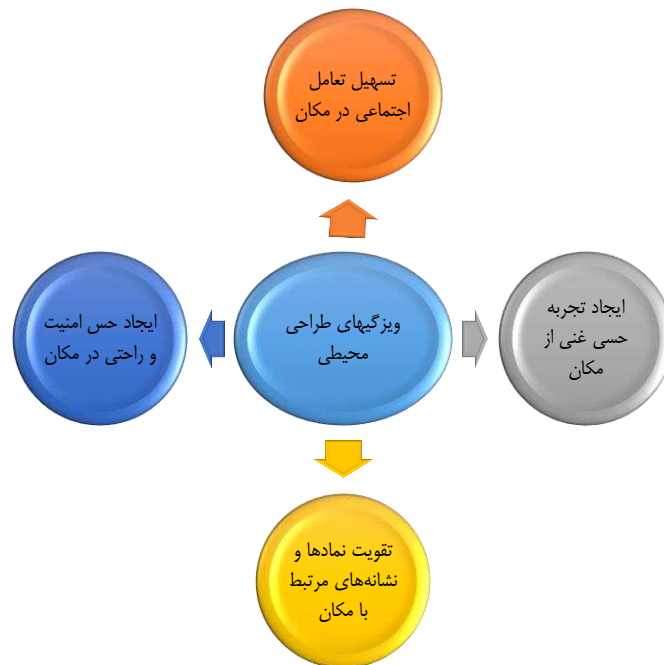 تسهیل تعامل
اجتماعی در مکان
ایجاد تجربه
حسی غنی از
مکان
ویژگیهای طراحی
محیطی
ایجاد حس امنیت
و راحتی در مکان
تقویت نمادها و
نشانه‌های مرتبط
با مکان